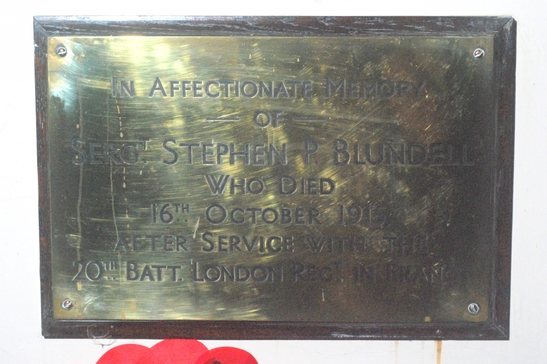 IN AFFECTIONATE MEMORY
OF
SERGT STEPHEN P. BLUNDELL
WHO DIED
16TH OCTOBER 1915
AFTER SERVICE WITH THE
20TH BATT. LONDON REGT IN FRANCE